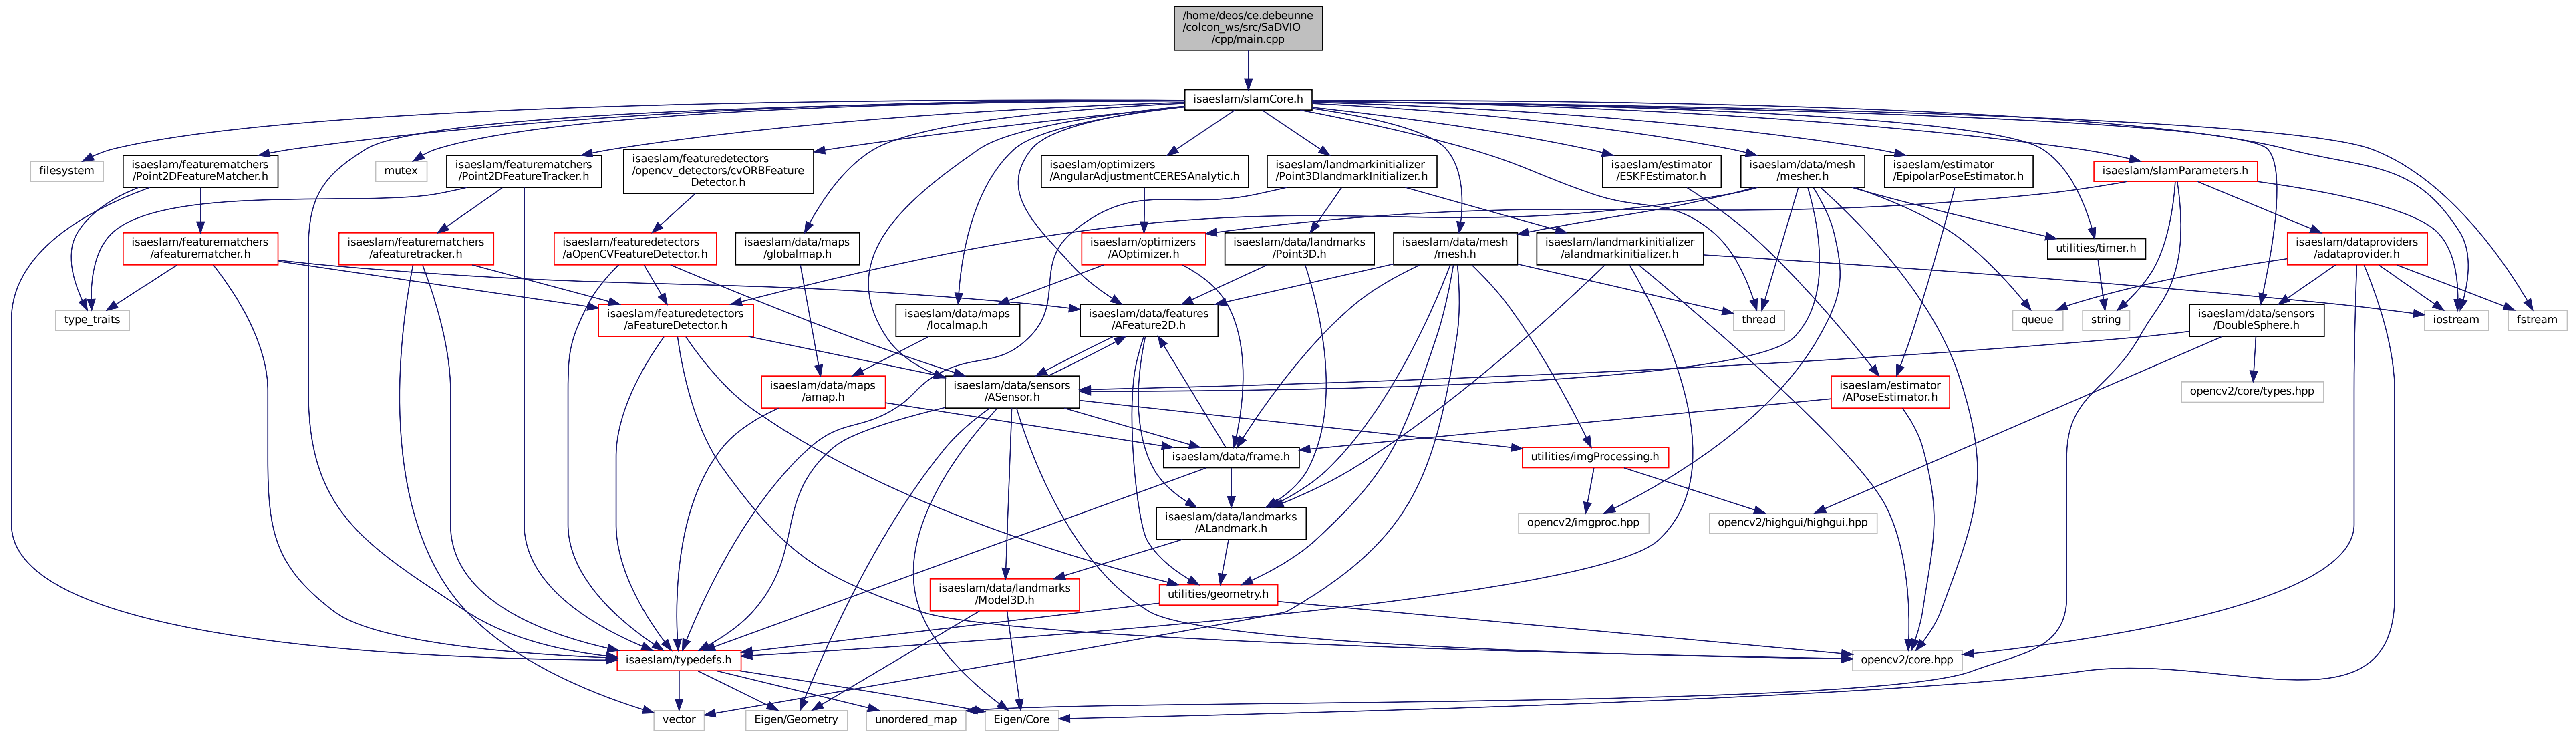 /home/deos/ce.debeunne
/colcon_ws/src/SaDVIO
/cpp/main.cpp
isaeslam/slamCore.h
filesystem
isaeslam/featurematchers
/Point2DFeatureMatcher.h
mutex
isaeslam/featurematchers
/Point2DFeatureTracker.h
isaeslam/featuredetectors
/opencv_detectors/cvORBFeature
Detector.h
isaeslam/optimizers
/AngularAdjustmentCERESAnalytic.h
isaeslam/landmarkinitializer
/Point3DlandmarkInitializer.h
isaeslam/estimator
/ESKFEstimator.h
isaeslam/data/mesh
/mesher.h
isaeslam/estimator
/EpipolarPoseEstimator.h
isaeslam/slamParameters.h
isaeslam/featurematchers
/afeaturematcher.h
isaeslam/featurematchers
/afeaturetracker.h
isaeslam/featuredetectors
/aOpenCVFeatureDetector.h
isaeslam/data/maps
/globalmap.h
isaeslam/optimizers
/AOptimizer.h
isaeslam/data/landmarks
/Point3D.h
isaeslam/data/mesh
/mesh.h
isaeslam/landmarkinitializer
/alandmarkinitializer.h
utilities/timer.h
isaeslam/dataproviders
/adataprovider.h
type_traits
isaeslam/featuredetectors
/aFeatureDetector.h
isaeslam/data/maps
/localmap.h
isaeslam/data/features
/AFeature2D.h
thread
queue
string
isaeslam/data/sensors
/DoubleSphere.h
iostream
fstream
isaeslam/data/maps
/amap.h
isaeslam/data/sensors
/ASensor.h
isaeslam/estimator
/APoseEstimator.h
opencv2/core/types.hpp
isaeslam/data/frame.h
utilities/imgProcessing.h
isaeslam/data/landmarks
/ALandmark.h
opencv2/imgproc.hpp
opencv2/highgui/highgui.hpp
isaeslam/data/landmarks
/Model3D.h
utilities/geometry.h
isaeslam/typedefs.h
opencv2/core.hpp
vector
Eigen/Geometry
unordered_map
Eigen/Core